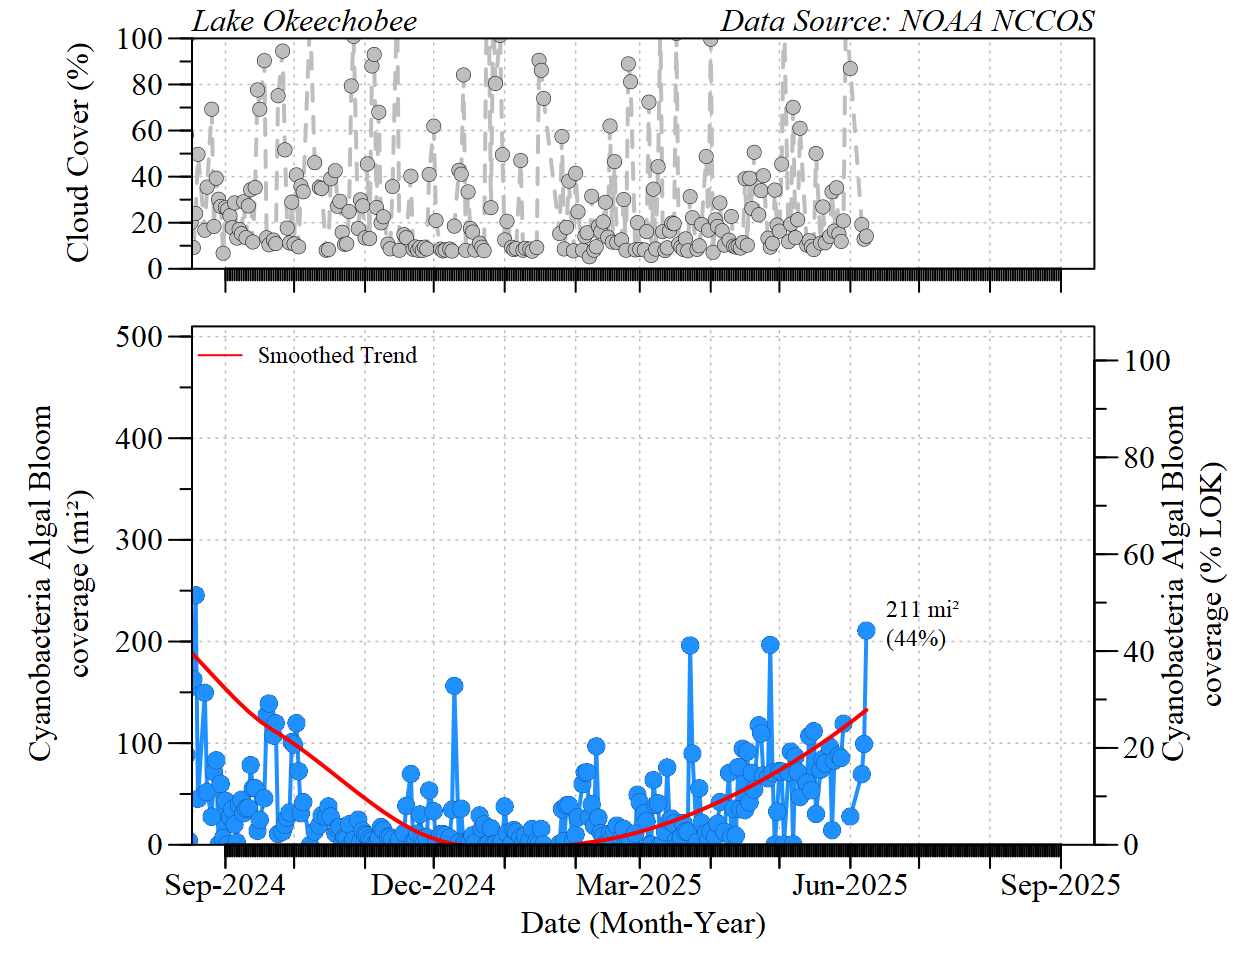 Lake Okeechobee
Data Source: NOAA NCCOS
Cloud Cover (%)
100
80
60
40
20
0
Smoothed Trend
Cyanobacteria Algal Bloom
coverage (mi²)
500
400
300
200
100
0
211 mi²
(44%)
100
80
60
40
20
0
Cyanobacteria Algal Bloom
coverage (% LOK)
Sep-2024
Dec-2024
Mar-2025
Jun-2025
Sep-2025
Date (Month-Year)